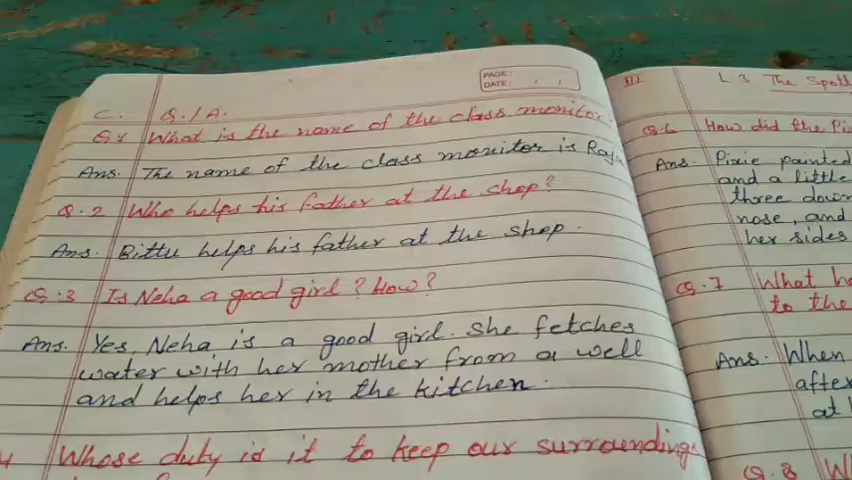 PAGE:
DATE:
C. Q.1A.
Q.1 What is the name of the class monitor
Ans. The name of the class monitor is Raju
Q.2 Who helps his father at the shop?
Ans. Bittu helps his father at the shop.
Q.3 Is Neha a good girl? How?
Ans. Yes, Neha is a good girl. She fetches
water with her mother from a well
and helps her in the kitchen.
Whose duty is it to keep our surrounding
III L.3 The
Q.6 How did the
Ans. Pixie painted
and a little
three down
nose, and
her sides
Q.7 What
to the
Ans. When
after
at
Q.8